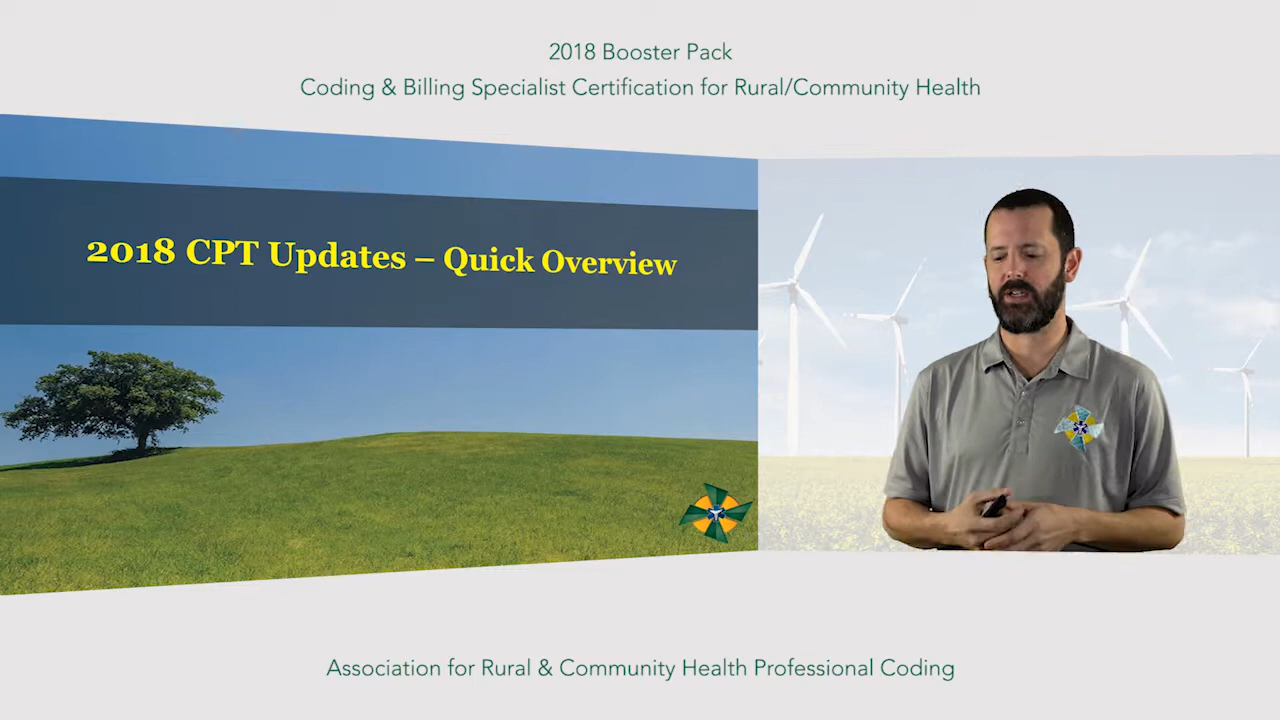 2018 Booster Pack
Coding & Billing Specialist Certification for Rural/Community Health
2018 CPT Updates – Quick Overview
Association for Rural & Community Health Professional Coding